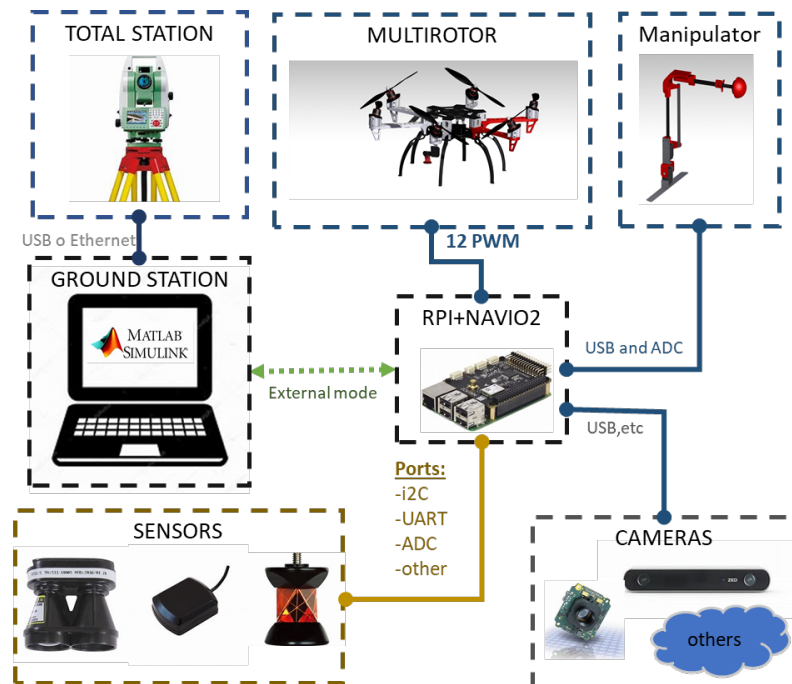 TOTAL STATION
MULTIROTOR
Manipulator
USB o Ethernet
12 PWM
GROUND STATION
MATLAB
SIMULINK
RPI+NAVIO2
USB and ADC
External mode
USB,etc
Ports:
-i2C
-UART
-ADC
-other
SENSORS
CAMERAS
ZED
others